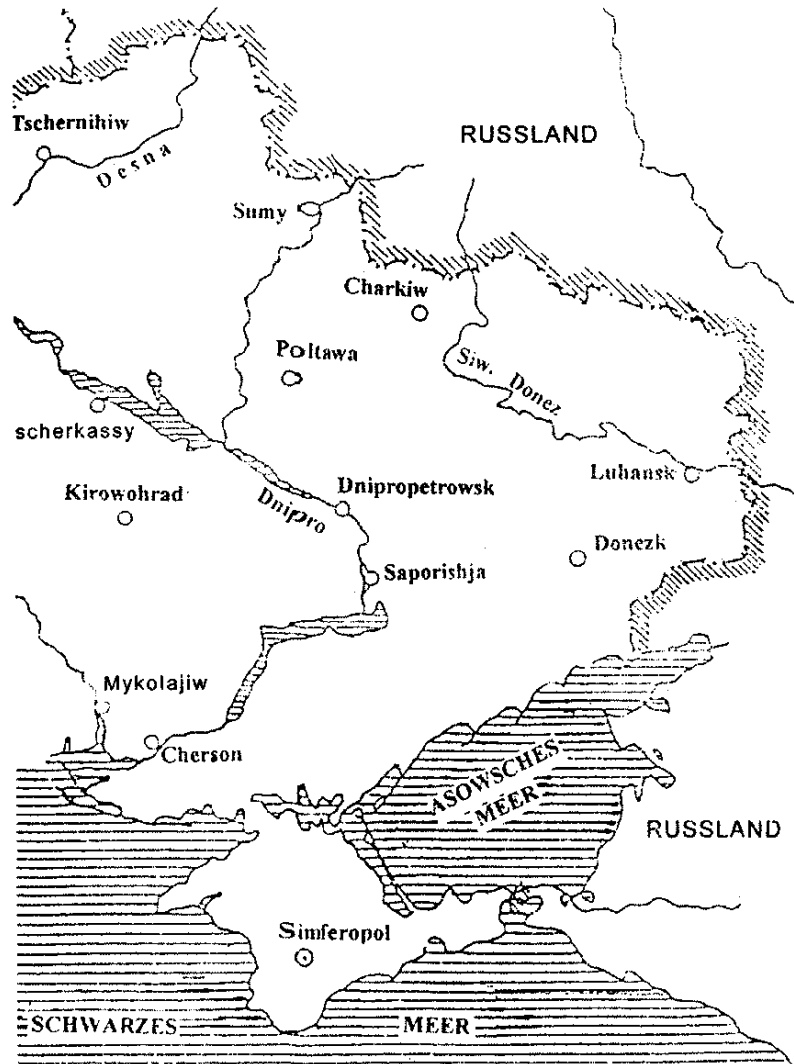 Tschernihiw
Desna
RUSSLAND
Sumy
Charkiw
Poltawa
Siw. Donez
scherkassy
Luhansk
Kirowohrad
Dnipro
Dnipropetrowsk
Donezk
Saporishja
Mykolajiw
Cherson
ASOWSCHES
MEER
RUSSLAND
Simferopol
SCHWARZES MEER